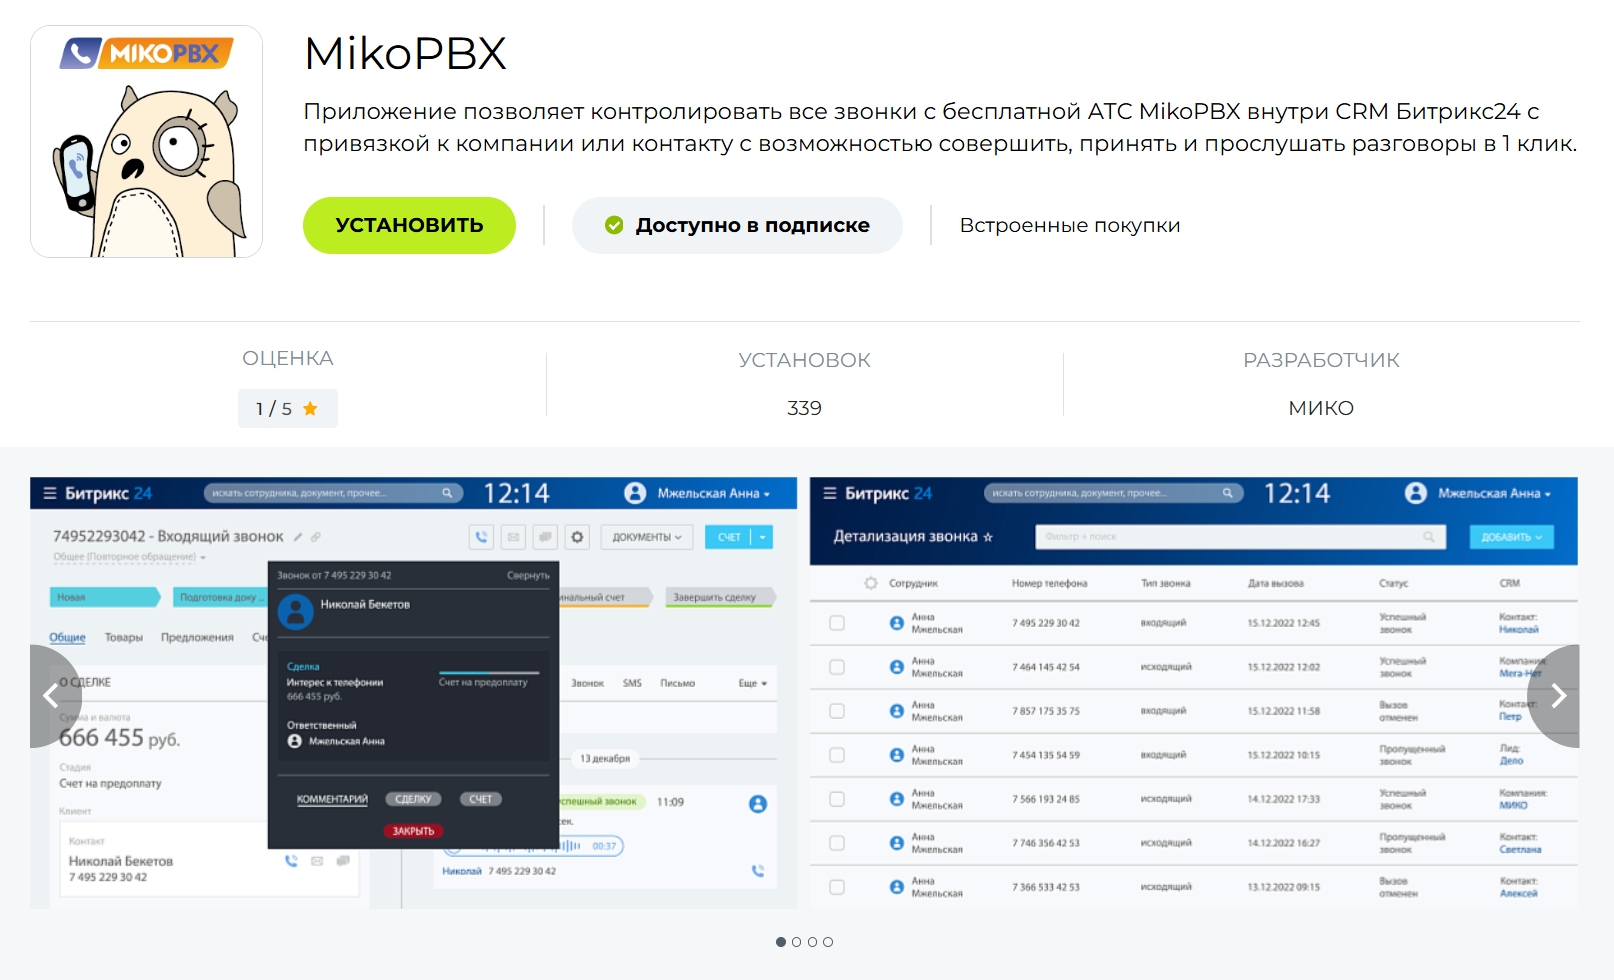 MIKOPBX
MikoPBX
Приложение позволяет контролировать все звонки с бесплатной АТС MikoPBX внутри CRM Битрикс24 с
привязкой к компании или контакту с возможностью совершить, принять и прослушать разговоры в 1 клик.
УСТАНОВИТЬ
Доступно в подписке
Встроенные покупки
ОЦЕНКА
1 / 5
УСТАНОВОК
339
РАЗРАБОТЧИК
МИКО
Битрикс 24
искать сотрудника, документ, прочее...
12:14
Мжельская Анна
74952293042 - Входящий звонок
ДОКУМЕНТЫ
СЧЕТ
Общее (Повторное обращение)
Новая
Подготовка доку ...
инальный счет
Завершить сделку
Общие Товары Предложения Сче
О СДЕЛКЕ
Сумма и валюта
666 455 руб.
Стадия
Счет на предоплату
Клиент
Контакт
Николай Бекетов
7 495 229 30 42
Звонок от 7 495 229 30 42
Свернуть
Николай Бекетов
Сделка
Интерес к телефонии
666 455 руб.
Счет на предоплату
Ответственный
Мжельская Анна
КОММЕНТАРИЙ СДЕЛКУ СЧЕТ
ЗАКРЫТЬ
Звонок SMS Письмо Еще
13 декабря
спешный звонок 11:09
сек.
00:37
Николай 7 495 229 30 42
Битрикс 24
искать сотрудника, документ, прочее...
12:14
Мжельская Анна
Детализация звонка
Фильтр + поиск
ДОБАВИТЬ
Сотрудник Номер телефона Тип звонка Дата вызова Статус CRM
Анна Мжельская 7 495 229 30 42 входящий 15.12.2022 12:45 Успешный звонок Контакт: Николай
Анна Мжельская 7 464 145 42 54 исходящий 15.12.2022 12:02 Успешный звонок Компания: Мега-Нет
Анна Мжельская 7 857 175 35 75 входящий 15.12.2022 11:58 Вызов отменен Контакт: Петр
Анна Мжельская 7 454 135 54 59 входящий 15.12.2022 10:15 Пропущенный звонок Лид: Дело
Анна Мжельская 7 566 193 24 85 исходящий 14.12.2022 17:33 Успешный звонок Компания: МИКО
Анна Мжельская 7 746 356 42 53 исходящий 14.12.2022 16:27 Пропущенный звонок Контакт: Светлана
Анна Мжельская 7 366 533 42 53 исходящий 13.12.2022 09:15 Вызов отменен Контакт: Алексей